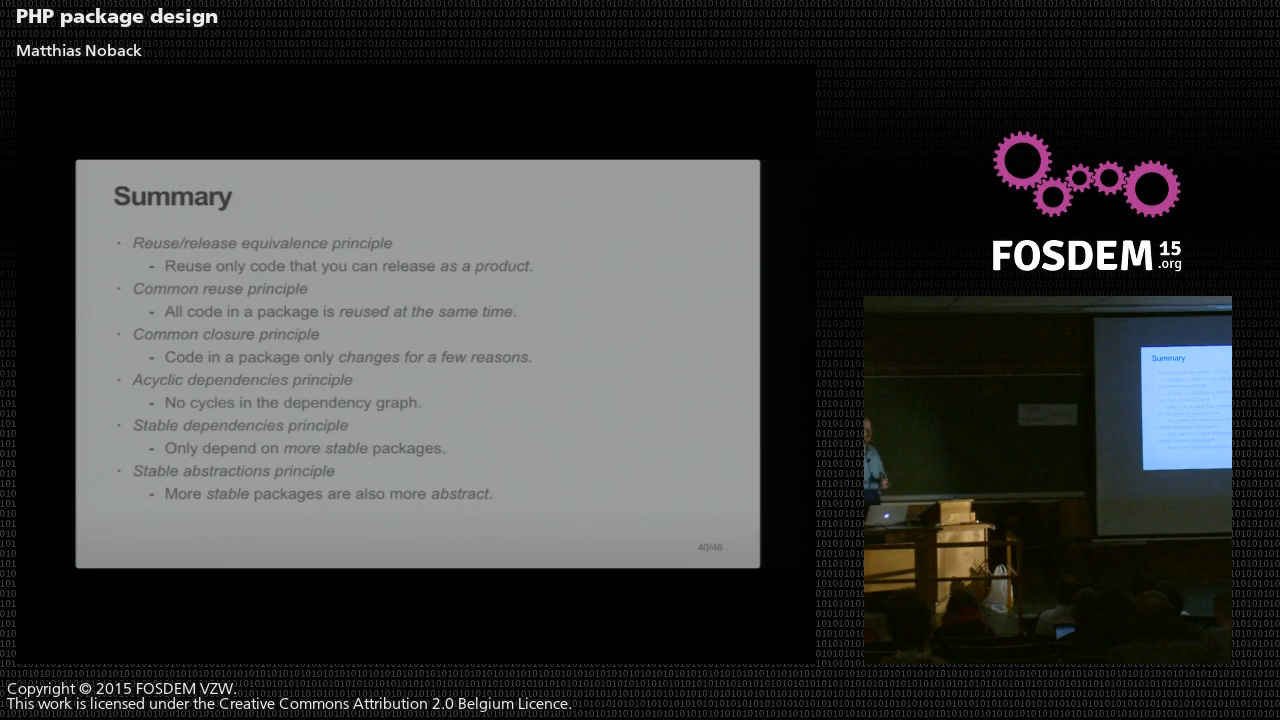 PHP package design
Matthias Noback
Summary
· Reuse/release equivalence principle
- Reuse only code that you can release as a product.
· Common reuse principle
- All code in a package is reused at the same time.
· Common closure principle
- Code in a package only changes for a few reasons.
· Acyclic dependencies principle
- No cycles in the dependency graph.
· Stable dependencies principle
- Only depend on more stable packages.
· Stable abstractions principle
- More stable packages are also more abstract.
40/46
FOSDEM 15
.org
Summary
Copyright © 2015 FOSDEM VZW.
This work is licensed under the Creative Commons Attribution 2.0 Belgium Licence.